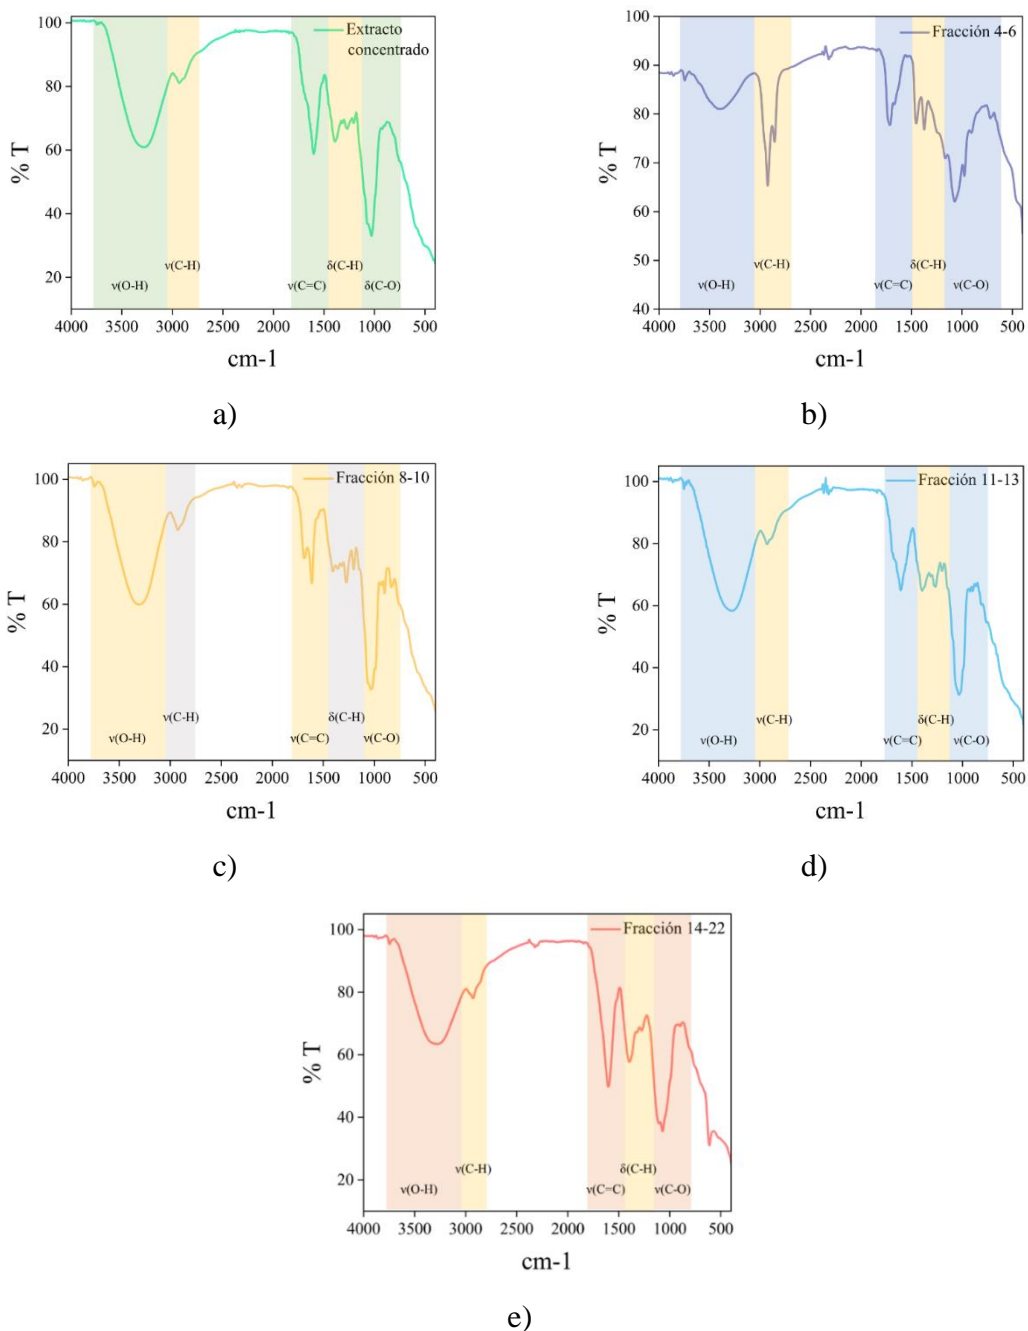 Extracto
concentrado
100
80
60
40
20
% T
ν(O-H)
ν(C-H)
ν(C=C)
δ(C-H)
δ(C-O)
4000 3500 3000 2500 2000 1500 1000 500
cm-1
a)
Fracción 4-6
100
90
80
70
60
50
40
% T
ν(O-H)
ν(C-H)
ν(C=C)
δ(C-H)
ν(C-O)
4000 3500 3000 2500 2000 1500 1000 500
cm-1
b)
Fracción 8-10
100
80
60
40
20
% T
ν(O-H)
ν(C-H)
ν(C=C)
δ(C-H)
ν(C-O)
4000 3500 3000 2500 2000 1500 1000 500
cm-1
c)
Fracción 11-13
100
80
60
40
20
% T
ν(O-H)
ν(C-H)
ν(C=C)
δ(C-H)
ν(C-O)
4000 3500 3000 2500 2000 1500 1000 500
cm-1
d)
Fracción 14-22
100
80
60
40
20
% T
ν(O-H)
ν(C-H)
ν(C=C)
δ(C-H)
ν(C-O)
4000 3500 3000 2500 2000 1500 1000 500
cm-1
e)